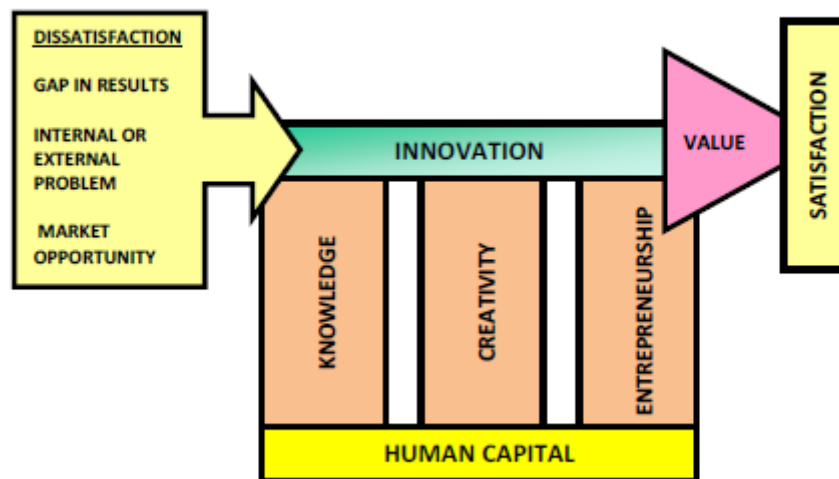 DISSATISFACTION
GAP IN RESULTS
INTERNAL OR
EXTERNAL
PROBLEM
MARKET
OPPORTUNITY
INNOVATION
VALUE
SATISFACTION
KNOWLEDGE
CREATIVITY
ENTREPRENEURSHIP
HUMAN CAPITAL